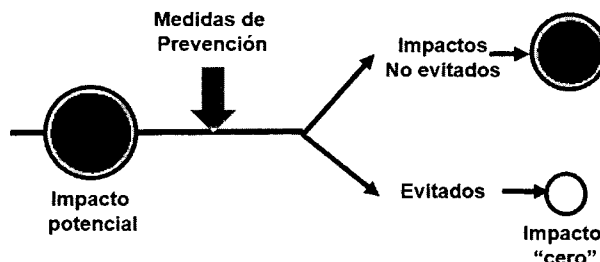 Medidas de
Prevención
Impactos
No evitados
Impacto
potencial
Evitados
Impacto
“cero”